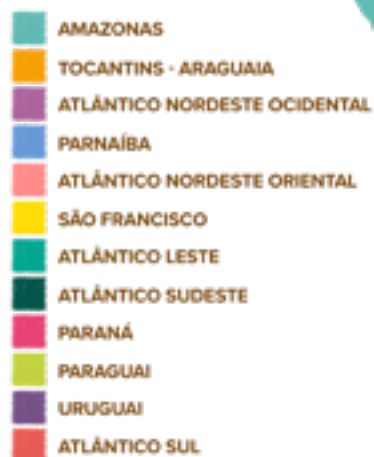 AMAZONAS
TOCANTINS - ARAGUAIA
ATLÂNTICO NORDESTE OCIDENTAL
PARNAÍBA
ATLÂNTICO NORDESTE ORIENTAL
SÃO FRANCISCO
ATLÂNTICO LESTE
ATLÂNTICO SUDESTE
PARANÁ
PARAGUAI
URUGUAI
ATLÂNTICO SUL